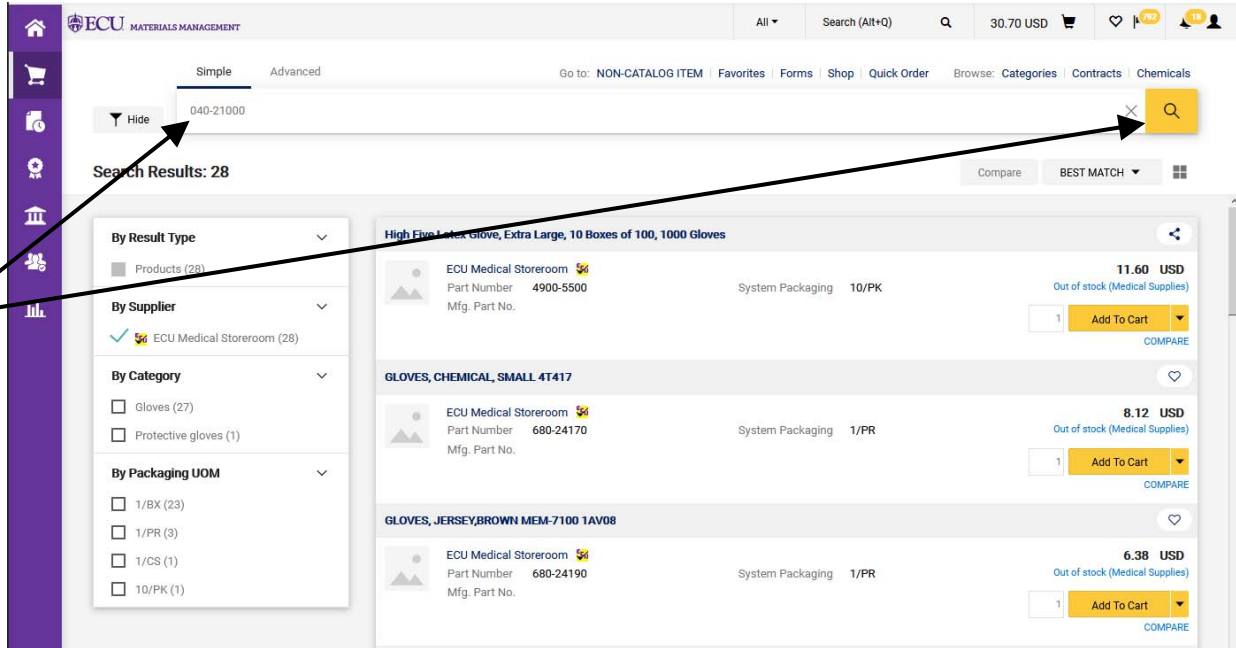 ECU MATERIALS MANAGEMENT
All
Search (Alt+Q)
30.70 USD
792
18
Simple
Advanced
Go to: NON-CATALOG ITEM | Favorites | Forms | Shop | Quick Order
Browse: Categories | Contracts | Chemicals
Hide
040-21000
Search Results: 28
Compare
BEST MATCH
By Result Type
Products (28)
By Supplier
ECU Medical Storeroom (28)
By Category
Gloves (27)
Protective gloves (1)
By Packaging UOM
1/BX (23)
1/PR (3)
1/CS (1)
10/PK (1)
High Five Latex Glove, Extra Large, 10 Boxes of 100, 1000 Gloves
ECU Medical Storeroom
Part Number 4900-5500
System Packaging 10/PK
Mfg. Part No.
11.60 USD
Out of stock (Medical Supplies)
1
Add To Cart
COMPARE
GLOVES, CHEMICAL, SMALL 4T417
ECU Medical Storeroom
Part Number 680-24170
System Packaging 1/PR
Mfg. Part No.
8.12 USD
Out of stock (Medical Supplies)
1
Add To Cart
COMPARE
GLOVES, JERSEY,BROWN MEM-7100 1AV08
ECU Medical Storeroom
Part Number 680-24190
System Packaging 1/PR
Mfg. Part No.
6.38 USD
Out of stock (Medical Supplies)
1
Add To Cart
COMPARE